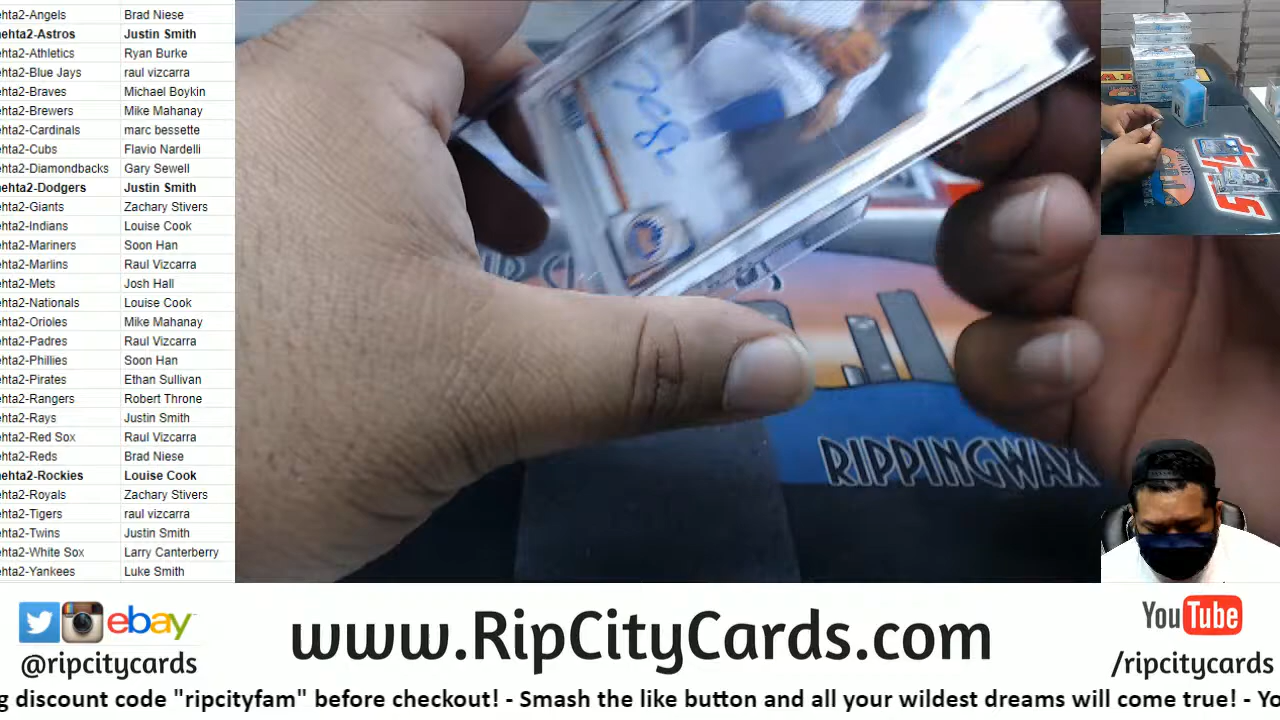 ehta2-Angels Brad Niese
nehta2-Astros Justin Smith
ehta2-Athletics Ryan Burke
ehta2-Blue Jays raul vizcarra
ehta2-Braves Michael Boykin
ehta2-Brewers Mike Mahanay
ehta2-Cardinals marc bessette
ehta2-Cubs Flavio Nardelli
ehta2-Diamondbacks Gary Sewell
nehta2-Dodgers Justin Smith
ehta2-Giants Zachary Stivers
ehta2-Indians Louise Cook
ehta2-Mariners Soon Han
ehta2-Marlins Raul Vizcarra
ehta2-Mets Josh Hall
ehta2-Nationals Louise Cook
ehta2-Orioles Mike Mahanay
ehta2-Padres Raul Vizcarra
ehta2-Phillies Soon Han
ehta2-Pirates Ethan Sullivan
ehta2-Rangers Robert Throne
ehta2-Rays Justin Smith
ehta2-Red Sox Raul Vizcarra
ehta2-Reds Brad Niese
nehta2-Rockies Louise Cook
ehta2-Royals Zachary Stivers
ehta2-Tigers raul vizcarra
ehta2-Twins Justin Smith
ehta2-White Sox Larry Canterberry
ehta2-Yankees Luke Smith
RIPPINGWAX
ebay
@ripcitycards
www.RipCityCards.com
YouTube
/ripcitycards
g discount code "ripcityfam" before checkout! - Smash the like button and all your wildest dreams will come true! - Yo